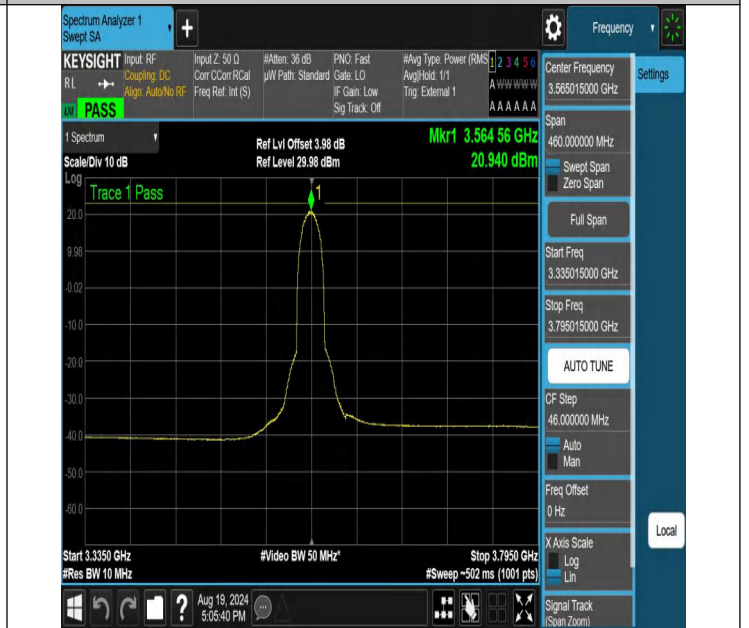 Spectrum Analyzer 1
Swept SA
+
Frequency
KEYSIGHT
RL
PASS
Input: RF
Coupling: DC
Align: Auto/No RF
Input Z: 50 Ω
Corr CCorr RCal
Freq Ref: Int (S)
#Atten: 36 dB
µW Path: Standard
PNO: Fast
Gate: LO
IF Gain: Low
Sig Track: Off
#Avg Type: Power (RMS
Avg|Hold: 1/1
Trig: External 1
1 2 3 4 5 6
A W W W W W
A A A A A A
1 Spectrum
Scale/Div 10 dB
Ref Lvl Offset 3.98 dB
Ref Level 29.98 dBm
Mkr1 3.564 56 GHz
20.940 dBm
Log
Trace 1 Pass
1
20.0
9.98
-0.02
-10.0
-20.0
-30.0
-40.0
-50.0
-60.0
Start 3.3350 GHz
#Res BW 10 MHz
#Video BW 50 MHz*
Stop 3.7950 GHz
#Sweep ~502 ms (1001 pts)
Center Frequency
3.565015000 GHz
Settings
Span
460.000000 MHz
Swept Span
Zero Span
Full Span
Start Freq
3.335015000 GHz
Stop Freq
3.795015000 GHz
AUTO TUNE
CF Step
46.000000 MHz
Auto
Man
Freq Offset
0 Hz
Local
X Axis Scale
Log
Lin
Signal Track
(Span Zoom)
?
Aug 19, 2024
5:05:40 PM